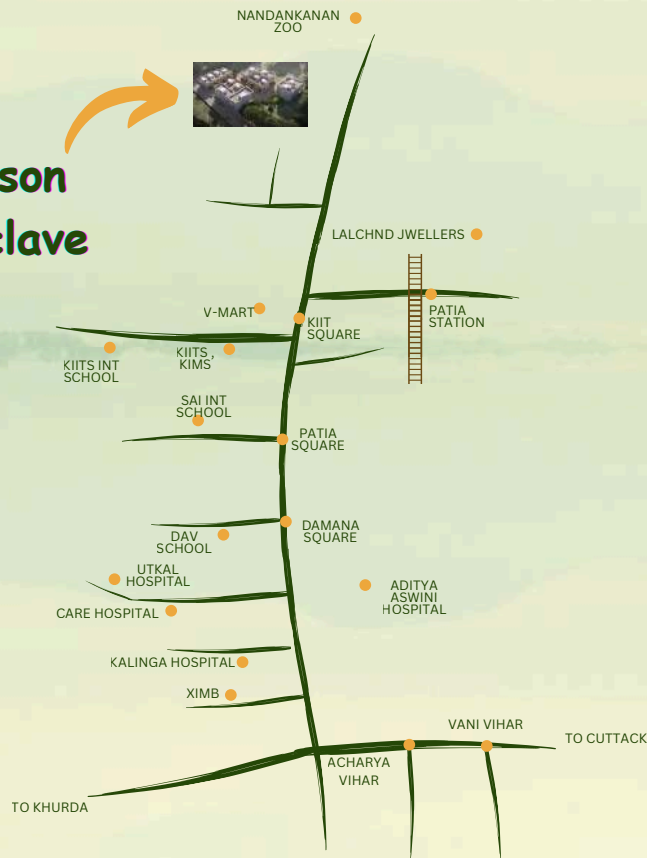 NANDANKANAN
ZOO
son
clave
LALCHND JWELLERS
V-MART
KIIT
SQUARE
PATIA
STATION
KIITS INT
SCHOOL
KIITS ,
KIMS
SAI INT
SCHOOL
PATIA
SQUARE
DAMANA
SQUARE
DAV
SCHOOL
UTKAL
HOSPITAL
CARE HOSPITAL
ADITYA
ASWINI
HOSPITAL
KALINGA HOSPITAL
XIMB
VANI VIHAR
TO CUTTACK
ACHARYA
VIHAR
TO KHURDA